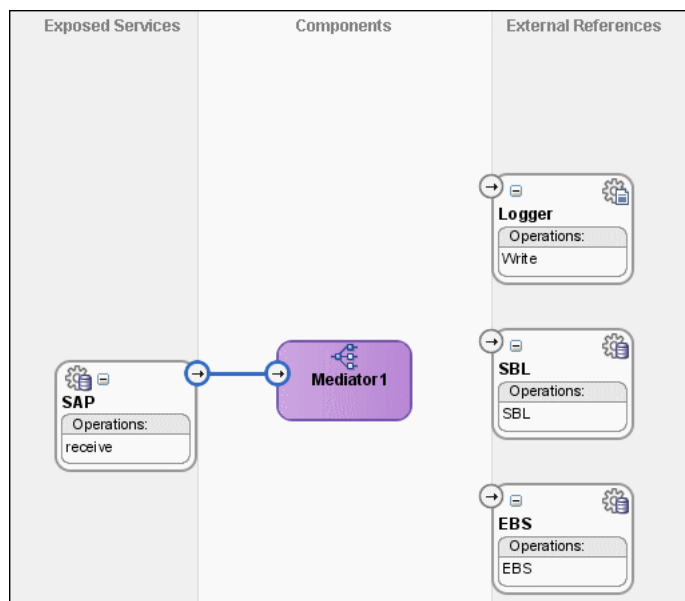 Exposed Services
Components
External References
Logger
Operations:
Write
SBL
Operations:
SBL
SAP
Operations:
receive
Mediator1
EBS
Operations:
EBS